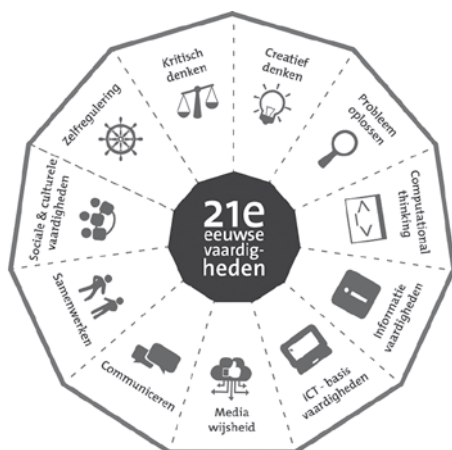 21e
eeuwse
vaardig-
heden
Kritisch
denken
Creatief
denken
Probleem
oplossen
Computational
thinking
Informatie
vaardigheden
iCT - basis
vaardigheden
Media
wijsheid
Communiceren
Samenwerken
Sociale & culturele
vaardigheden
Zelfregulering